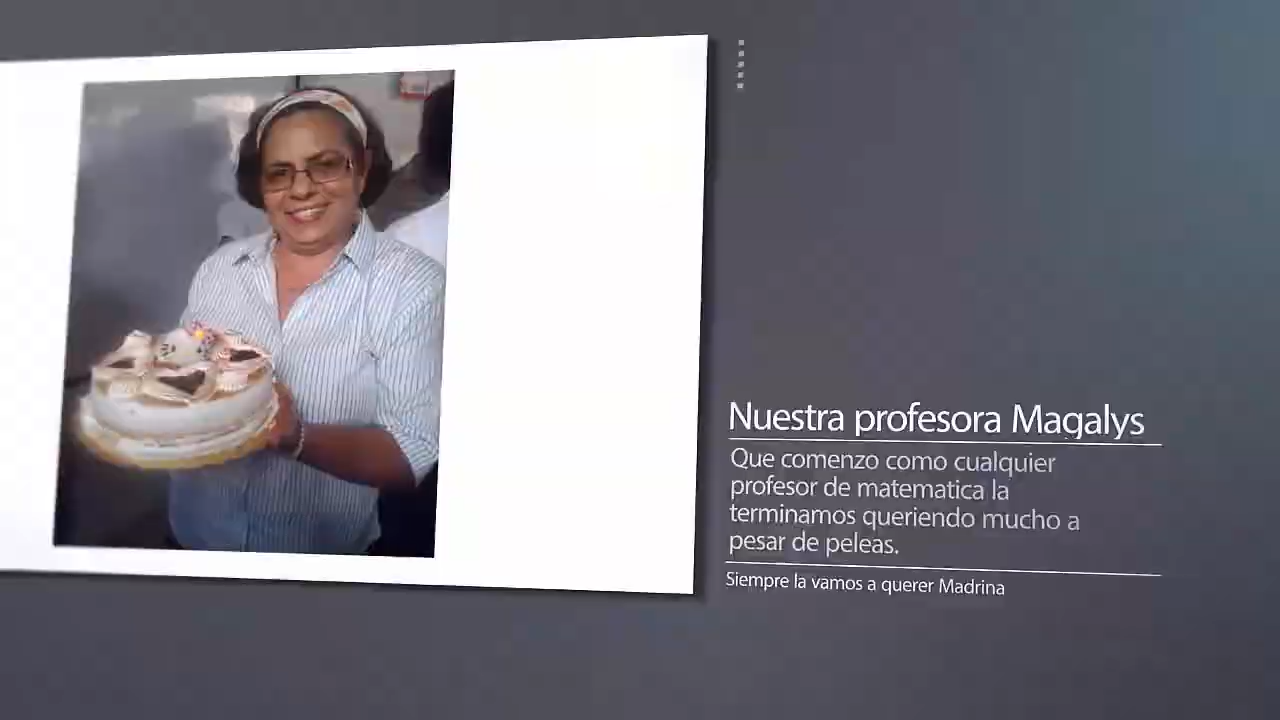 Nuestra profesora Magalys
Que comenzo como cualquier
profesor de matematica la
terminamos queriendo mucho a
pesar de peleas.
Siempre la vamos a querer Madrina